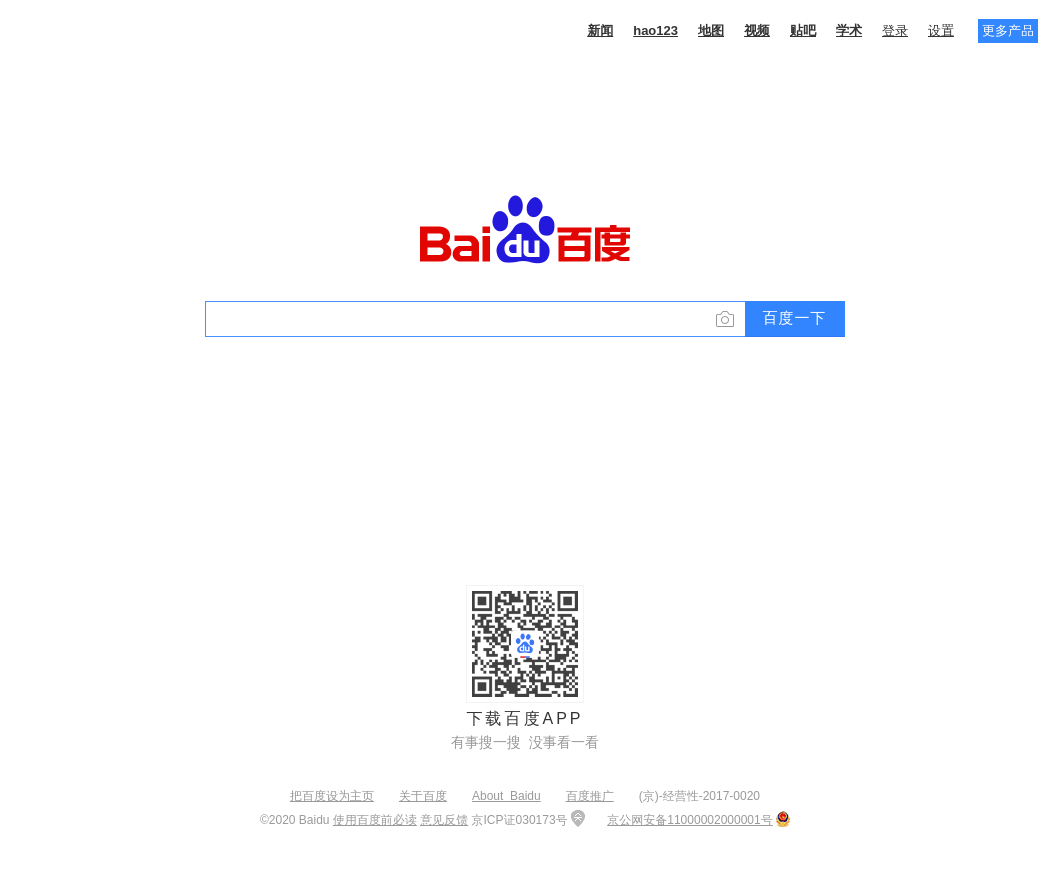 新闻 hao123 地图 视频 贴吧 学术 登录 设置 更多产品
Bai du 百度
百度一下
du
下载百度APP
有事搜一搜 没事看一看
把百度设为主页 关于百度 About Baidu 百度推广 (京)-经营性-2017-0020
©2020 Baidu 使用百度前必读 意见反馈 京ICP证030173号 京公网安备11000002000001号